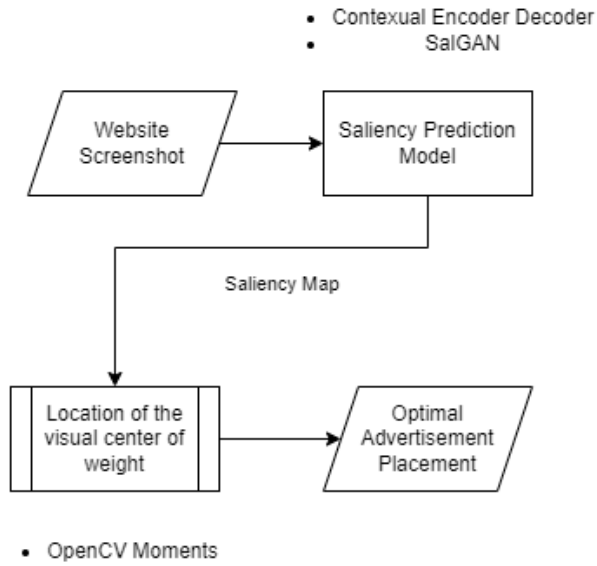 Contexual Encoder Decoder
SalGAN
Website
Screenshot
Saliency Prediction
Model
Saliency Map
Location of the
visual center of
weight
Optimal
Advertisement
Placement
OpenCV Moments